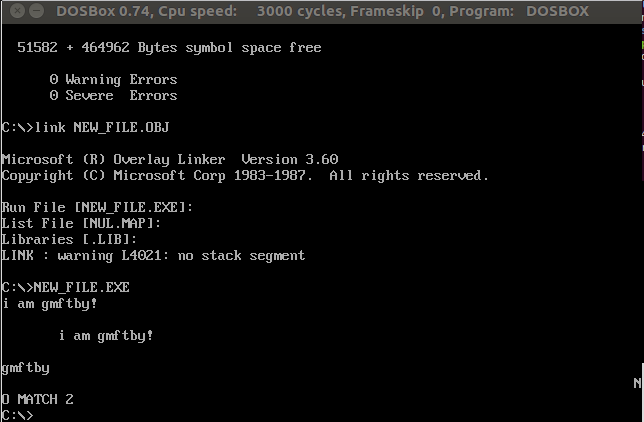 DOSBox 0.74, Cpu speed: 3000 cycles, Frameskip 0, Program: DOSBOX
51582 + 464962 Bytes symbol space free
0 Warning Errors
0 Severe Errors
C:\>link NEW_FILE.OBJ
Microsoft (R) Overlay Linker Version 3.60
Copyright (C) Microsoft Corp 1983-1987. All rights reserved.
Run File [NEW_FILE.EXE]:
List File [NUL.MAP]:
Libraries [.LIB]:
LINK : warning L4021: no stack segment
C:\>NEW_FILE.EXE
i am gmftby!
i am gmftby!
gmftby
N
O MATCH 2
C:\>